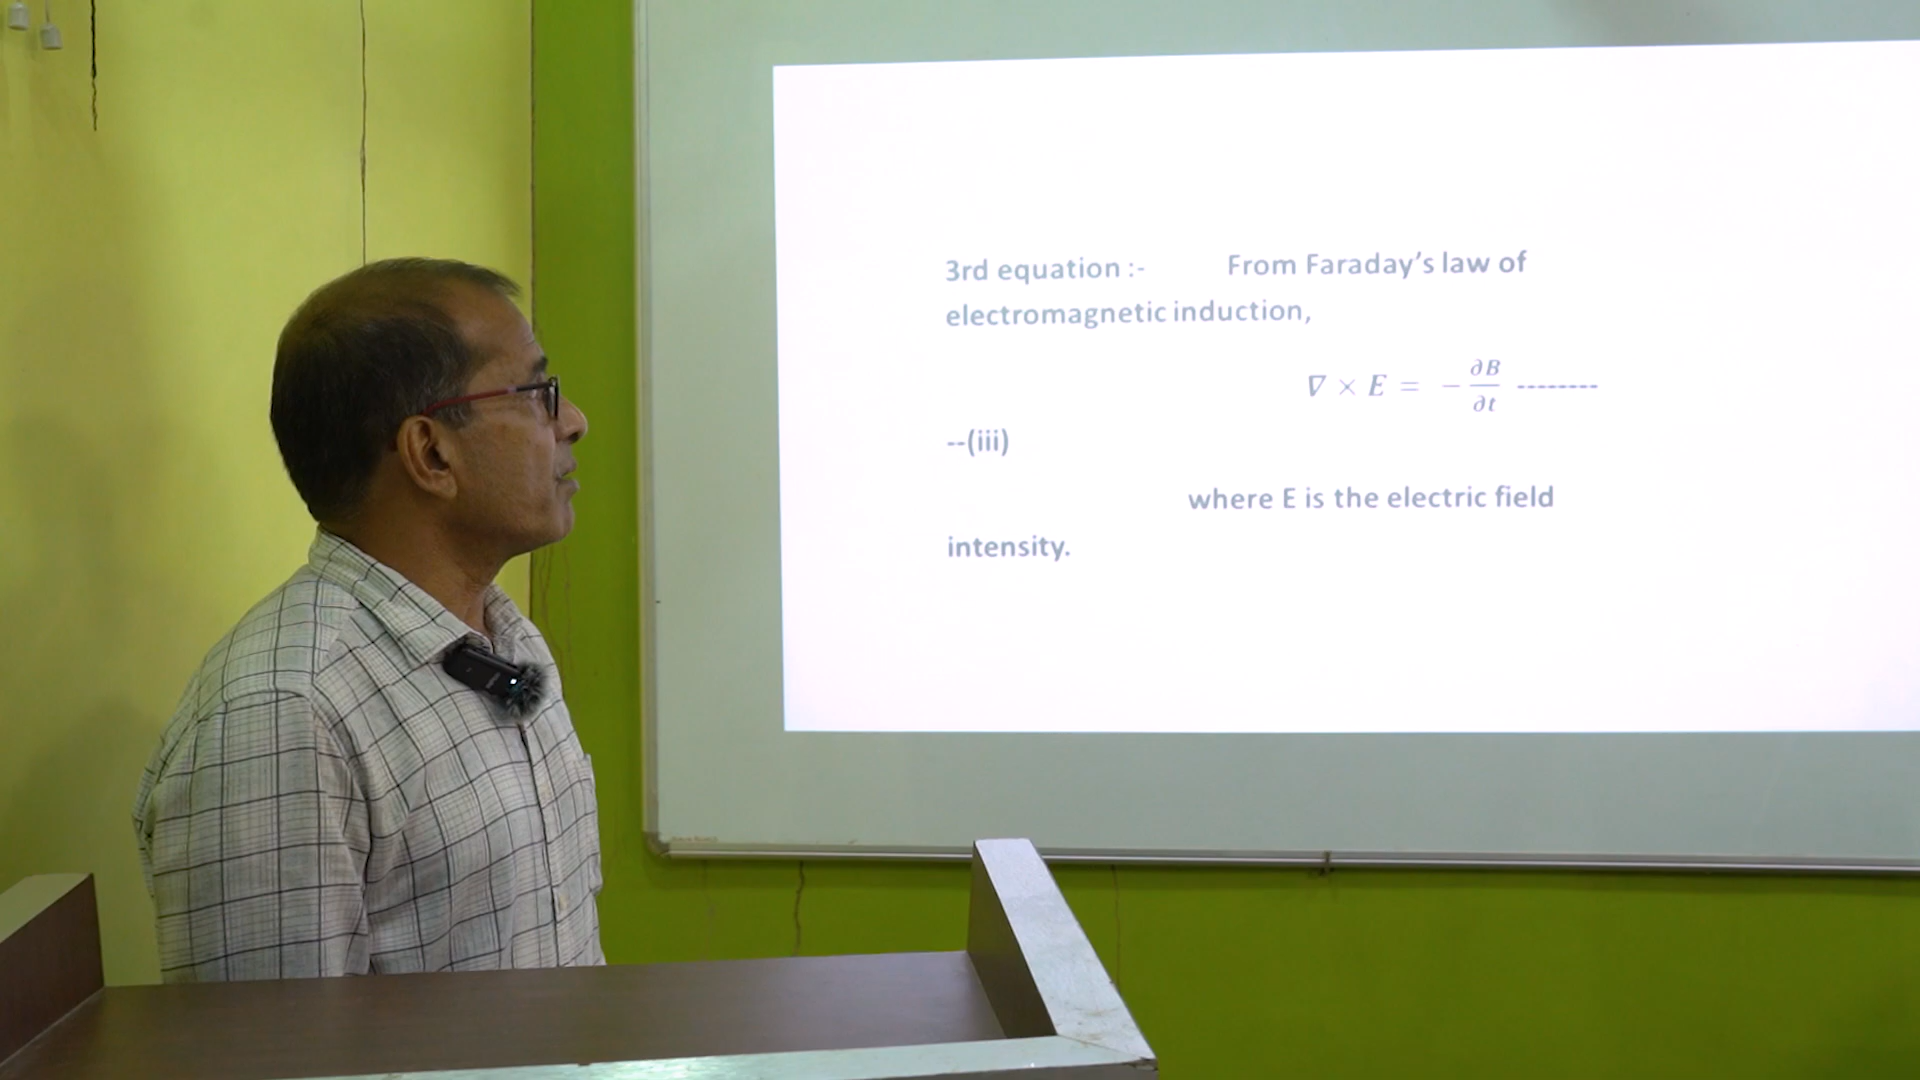 3rd equation :- From Faraday's law of
electromagnetic induction,
∇ × E = − ∂B/∂t --------
--(iii)
where E is the electric field
intensity.